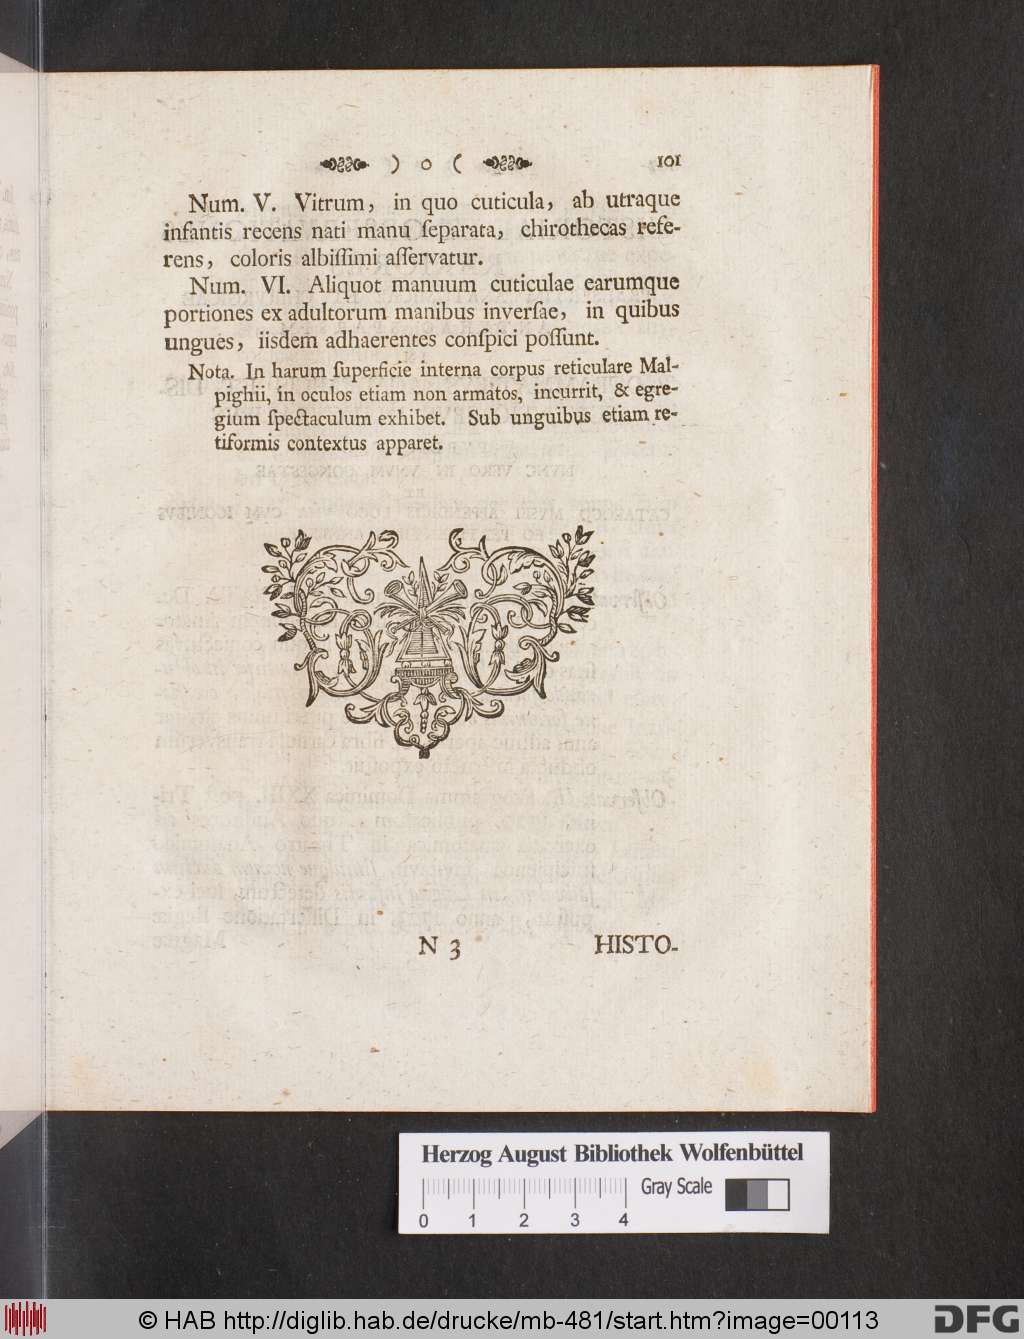 ) o ( 101
Num. V. Vitrum, in quo cuticula, ab utraque
infantis recens nati manu ſeparata, chirothecas refe-
rens, coloris albiſſimi aſſervatur.
Num. VI. Aliquot manuum cuticulae earumque
portiones ex adultorum manibus inverſae, in quibus
ungues, iisdem adhaerentes conſpici poſſunt.
Nota. In harum ſuperficie interna corpus reticulare Mal-
pighii, in oculos etiam non armatos, incurrit, & egre-
gium ſpectaculum exhibet. Sub unguibus etiam re-
tiformis contextus apparet.
N 3 HISTO-
Herzog August Bibliothek Wolfenbüttel
Gray Scale
0 1 2 3 4
© HAB http://diglib.hab.de/drucke/mb-481/start.htm?image=00113
DFG